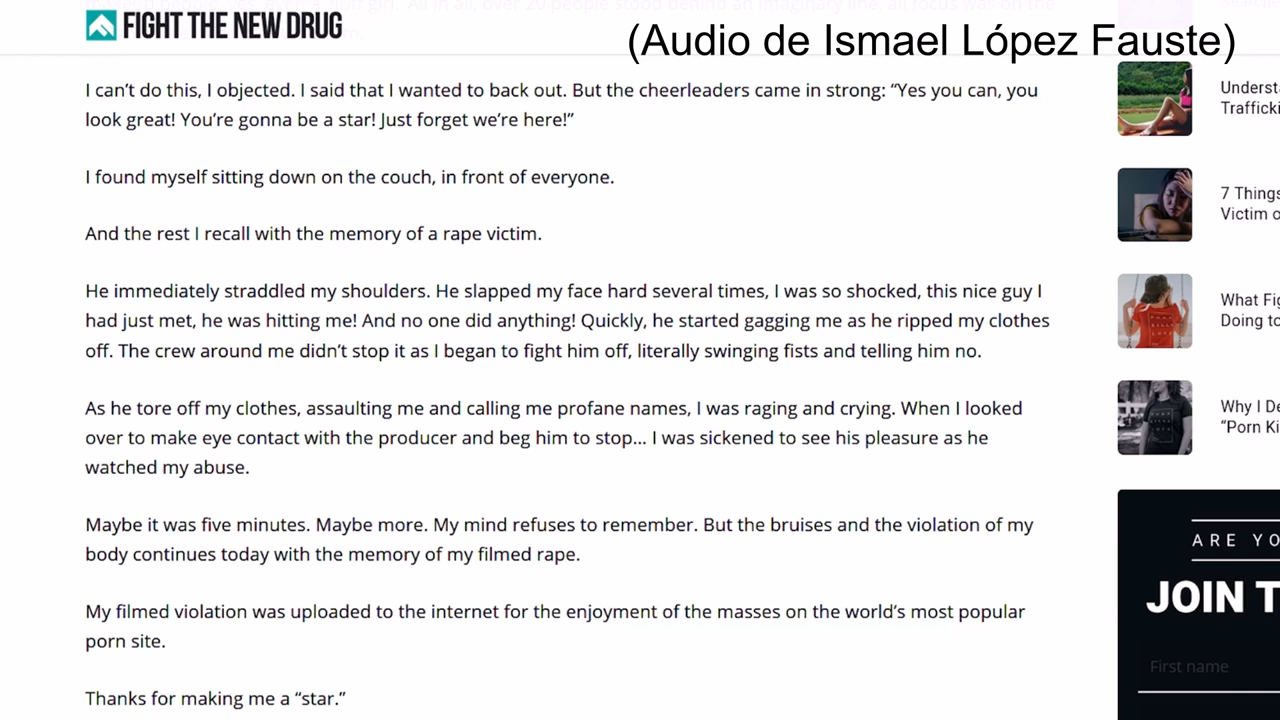 FIGHT THE NEW DRUG
(Audio de Ismael López Fauste)
I can’t do this, I objected. I said that I wanted to back out. But the cheerleaders came in strong: “Yes you can, you
look great! You’re gonna be a star! Just forget we’re here!”
I found myself sitting down on the couch, in front of everyone.
And the rest I recall with the memory of a rape victim.
He immediately straddled my shoulders. He slapped my face hard several times, I was so shocked, this nice guy I
had just met, he was hitting me! And no one did anything! Quickly, he started gagging me as he ripped my clothes
off. The crew around me didn’t stop it as I began to fight him off, literally swinging fists and telling him no.
As he tore off my clothes, assaulting me and calling me profane names, I was raging and crying. When I looked
over to make eye contact with the producer and beg him to stop... I was sickened to see his pleasure as he
watched my abuse.
Maybe it was five minutes. Maybe more. My mind refuses to remember. But the bruises and the violation of my
body continues today with the memory of my filmed rape.
My filmed violation was uploaded to the internet for the enjoyment of the masses on the world’s most popular
porn site.
Thanks for making me a “star.”
Understa
Trafficki
7 Things
Victim o
What Fig
Doing to
Why I De
“Porn Ki
ARE YO
JOIN T
First name